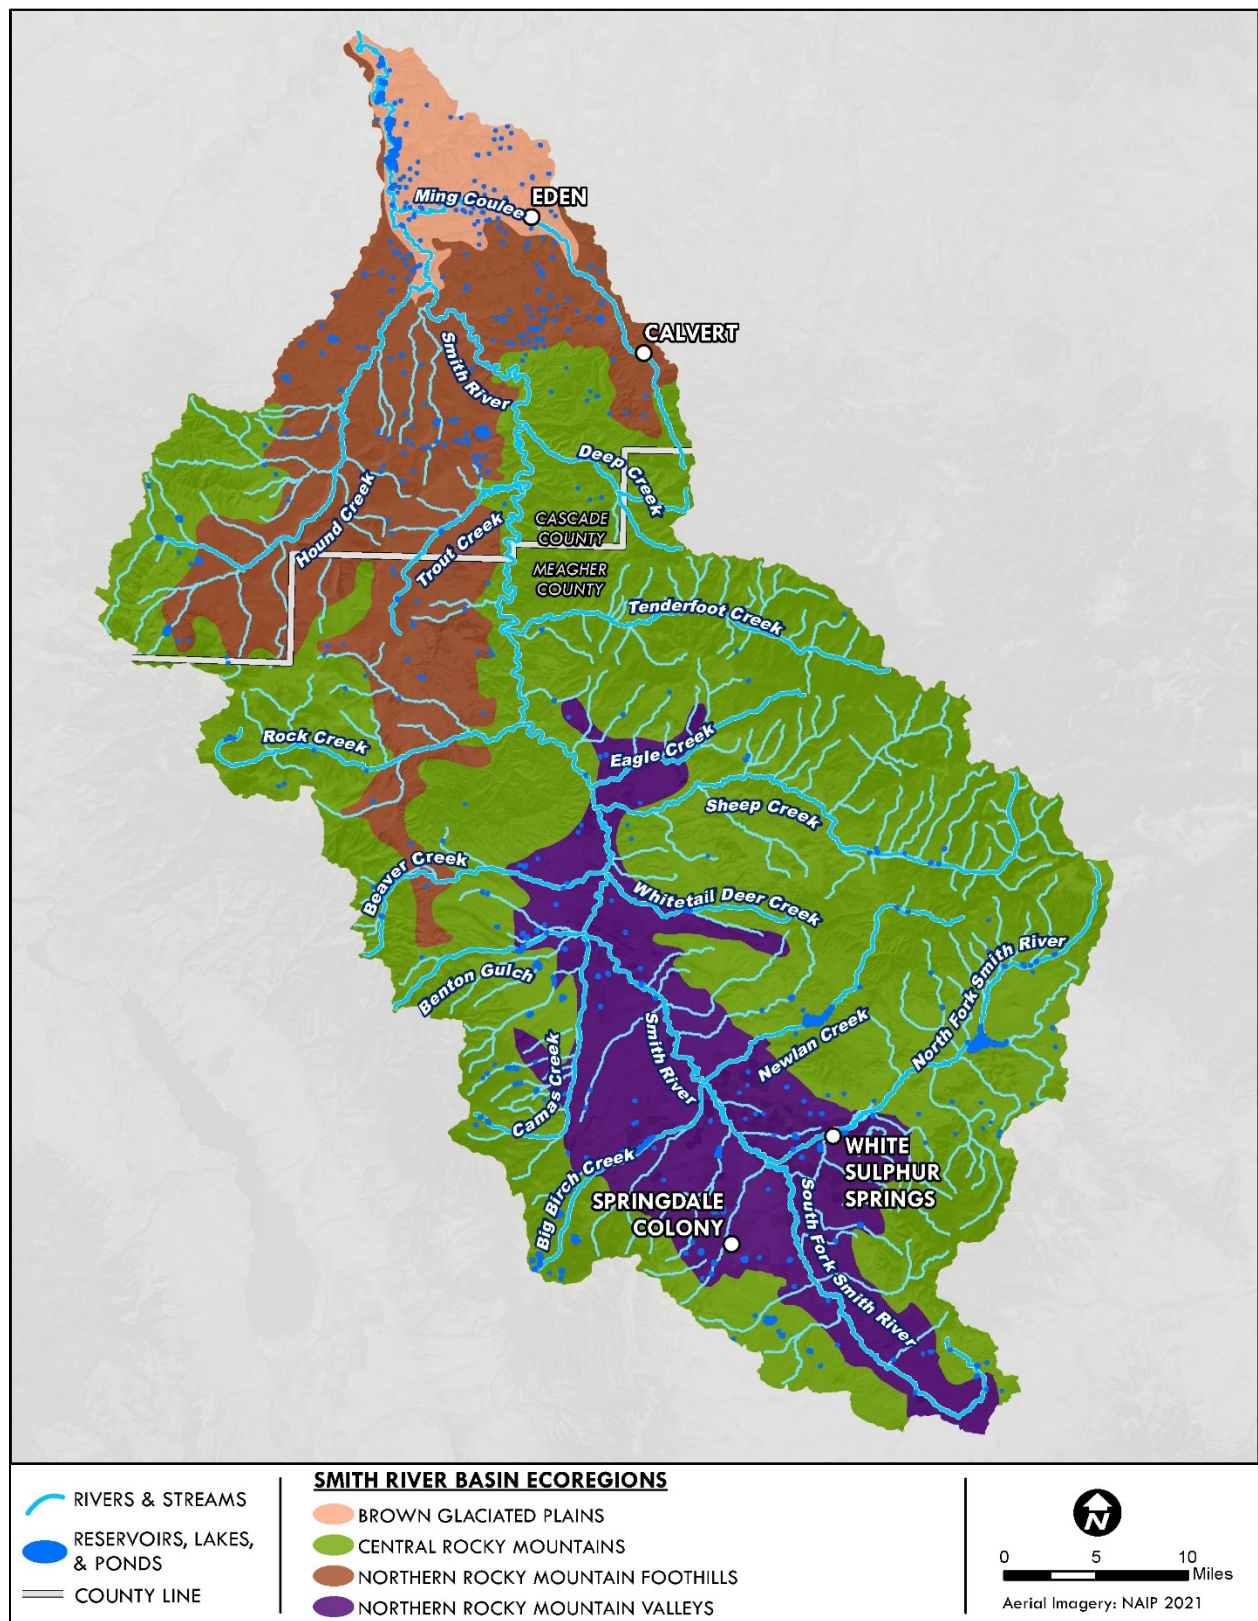 Ming Coulee
EDEN
CALVERT
Smith River
Deep Creek
Hound Creek
Trout Creek
CASCADE
COUNTY
MEAGHER
COUNTY
Tenderfoot Creek
Rock Creek
Eagle Creek
Sheep Creek
Beaver Creek
Whitetail Deer Creek
Benton Gulch
North Fork Smith River
Smith River
Newlan Creek
Camas Creek
WHITE
SULPHUR
SPRINGS
Big Birch Creek
SPRINGDALE
COLONY
South Fork Smith River
RIVERS & STREAMS
RESERVOIRS, LAKES,
& PONDS
COUNTY LINE
SMITH RIVER BASIN ECOREGIONS
BROWN GLACIATED PLAINS
CENTRAL ROCKY MOUNTAINS
NORTHERN ROCKY MOUNTAIN FOOTHILLS
NORTHERN ROCKY MOUNTAIN VALLEYS
N
0 5 10
Miles
Aerial Imagery: NAIP 2021